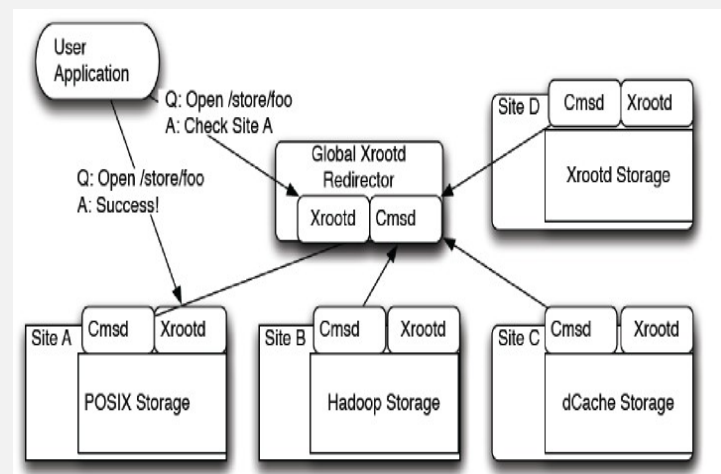 User
Application
Q: Open /store/foo
A: Check Site A
Q: Open /store/foo
A: Success!
Global Xrootd
Redirector
Xrootd
Cmsd
Site D
Cmsd
Xrootd
Xrootd Storage
Site A
Cmsd
Xrootd
POSIX Storage
Site B
Cmsd
Xrootd
Hadoop Storage
Site C
Cmsd
Xrootd
dCache Storage